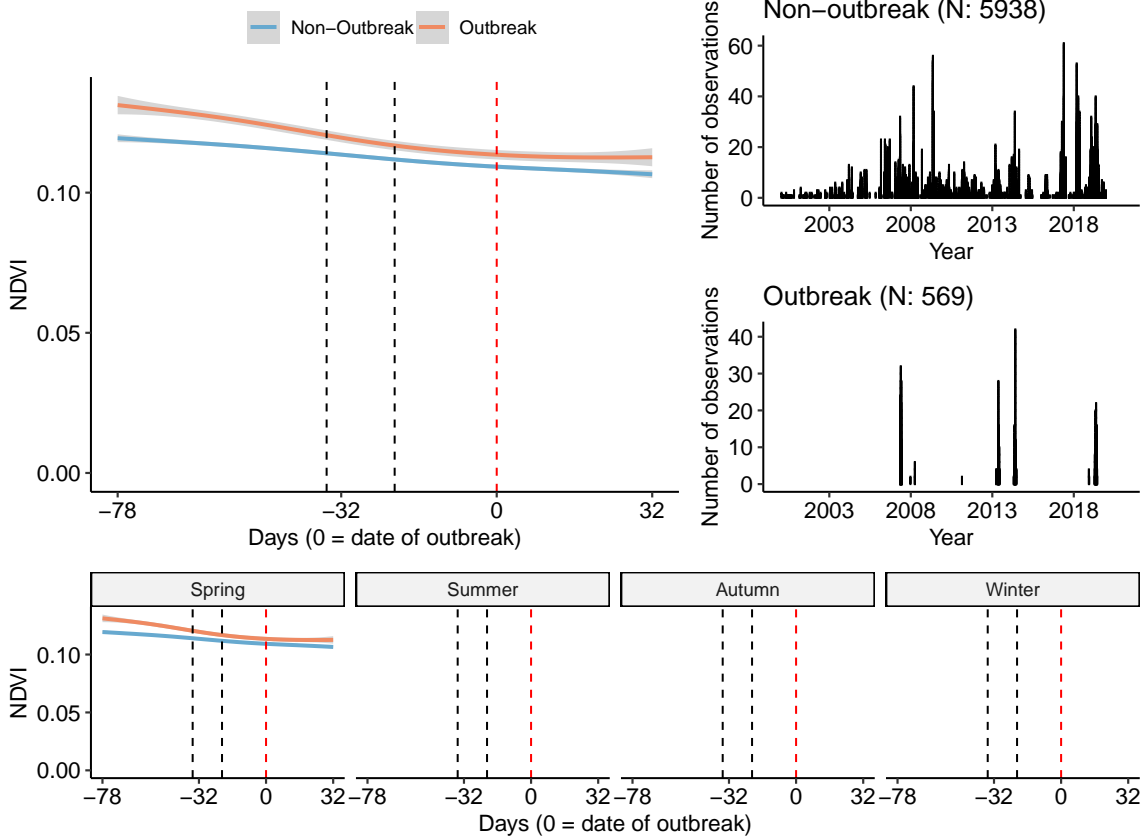 Non−Outbreak Outbreak
NDVI
0.10
0.05
0.00
−78 −32 0 32
Days (0 = date of outbreak)
Non−outbreak (N: 5938)
Number of observations
60
40
20
0
2003 2008 2013 2018
Year
Outbreak (N: 569)
Number of observations
40
30
20
10
0
2003 2008 2013 2018
Year
Spring Summer Autumn Winter
NDVI
0.10
0.05
0.00
−78 −32 0 32 −78 −32 0 32 −78 −32 0 32 −78 −32 0 32
Days (0 = date of outbreak)